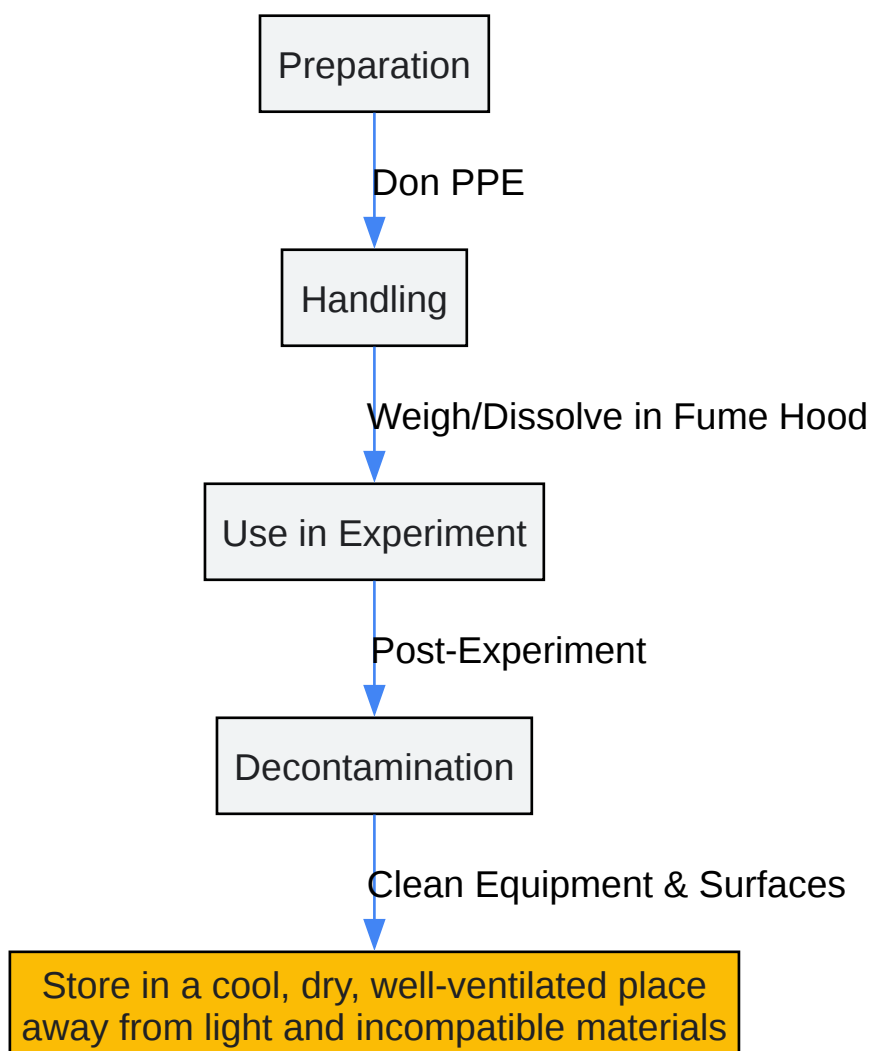 Preparation
Don PPE
Handling
Weigh/Dissolve in Fume Hood
Use in Experiment
Post-Experiment
Decontamination
Clean Equipment & Surfaces
Store in a cool, dry, well-ventilated place
away from light and incompatible materials